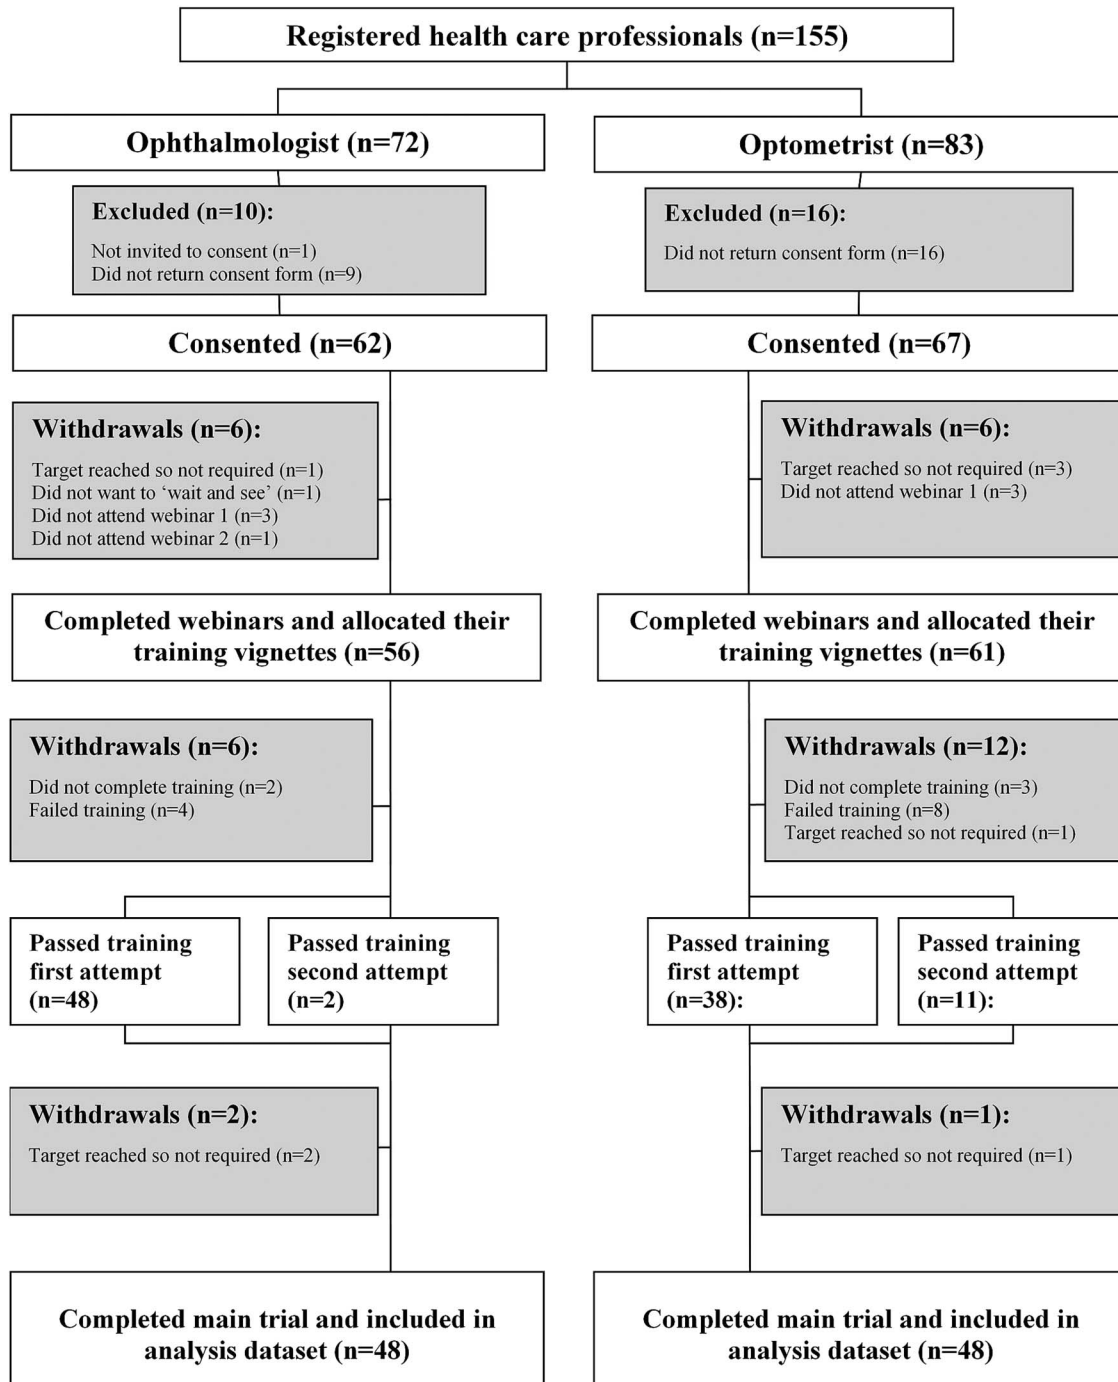 Registered health care professionals (n=155)
Ophthalmologist (n=72)
Optometrist (n=83)
Excluded (n=10):
Not invited to consent (n=1)
Did not return consent form (n=9)
Excluded (n=16):
Did not return consent form (n=16)
Consented (n=62)
Consented (n=67)
Withdrawals (n=6):
Target reached so not required (n=1)
Did not want to ‘wait and see’ (n=1)
Did not attend webinar 1 (n=3)
Did not attend webinar 2 (n=1)
Withdrawals (n=6):
Target reached so not required (n=3)
Did not attend webinar 1 (n=3)
Completed webinars and allocated their
training vignettes (n=56)
Completed webinars and allocated their
training vignettes (n=61)
Withdrawals (n=6):
Did not complete training (n=2)
Failed training (n=4)
Withdrawals (n=12):
Did not complete training (n=3)
Failed training (n=8)
Target reached so not required (n=1)
Passed training
first attempt
(n=48)
Passed training
second attempt
(n=2)
Passed training
first attempt
(n=38):
Passed training
second attempt
(n=11):
Withdrawals (n=2):
Target reached so not required (n=2)
Withdrawals (n=1):
Target reached so not required (n=1)
Completed main trial and included in
analysis dataset (n=48)
Completed main trial and included in
analysis dataset (n=48)